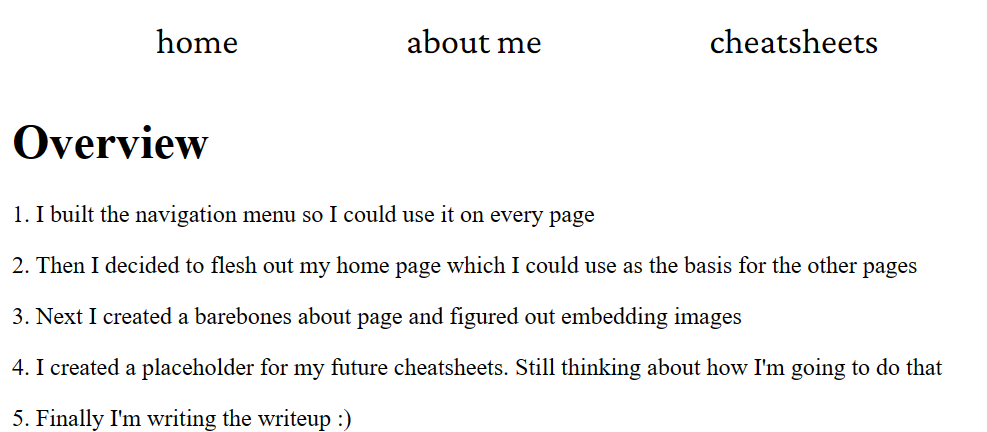 home about me cheatsheets
Overview
1. I built the navigation menu so I could use it on every page
2. Then I decided to flesh out my home page which I could use as the basis for the other pages
3. Next I created a barebones about page and figured out embedding images
4. I created a placeholder for my future cheatsheets. Still thinking about how I'm going to do that
5. Finally I'm writing the writeup :)